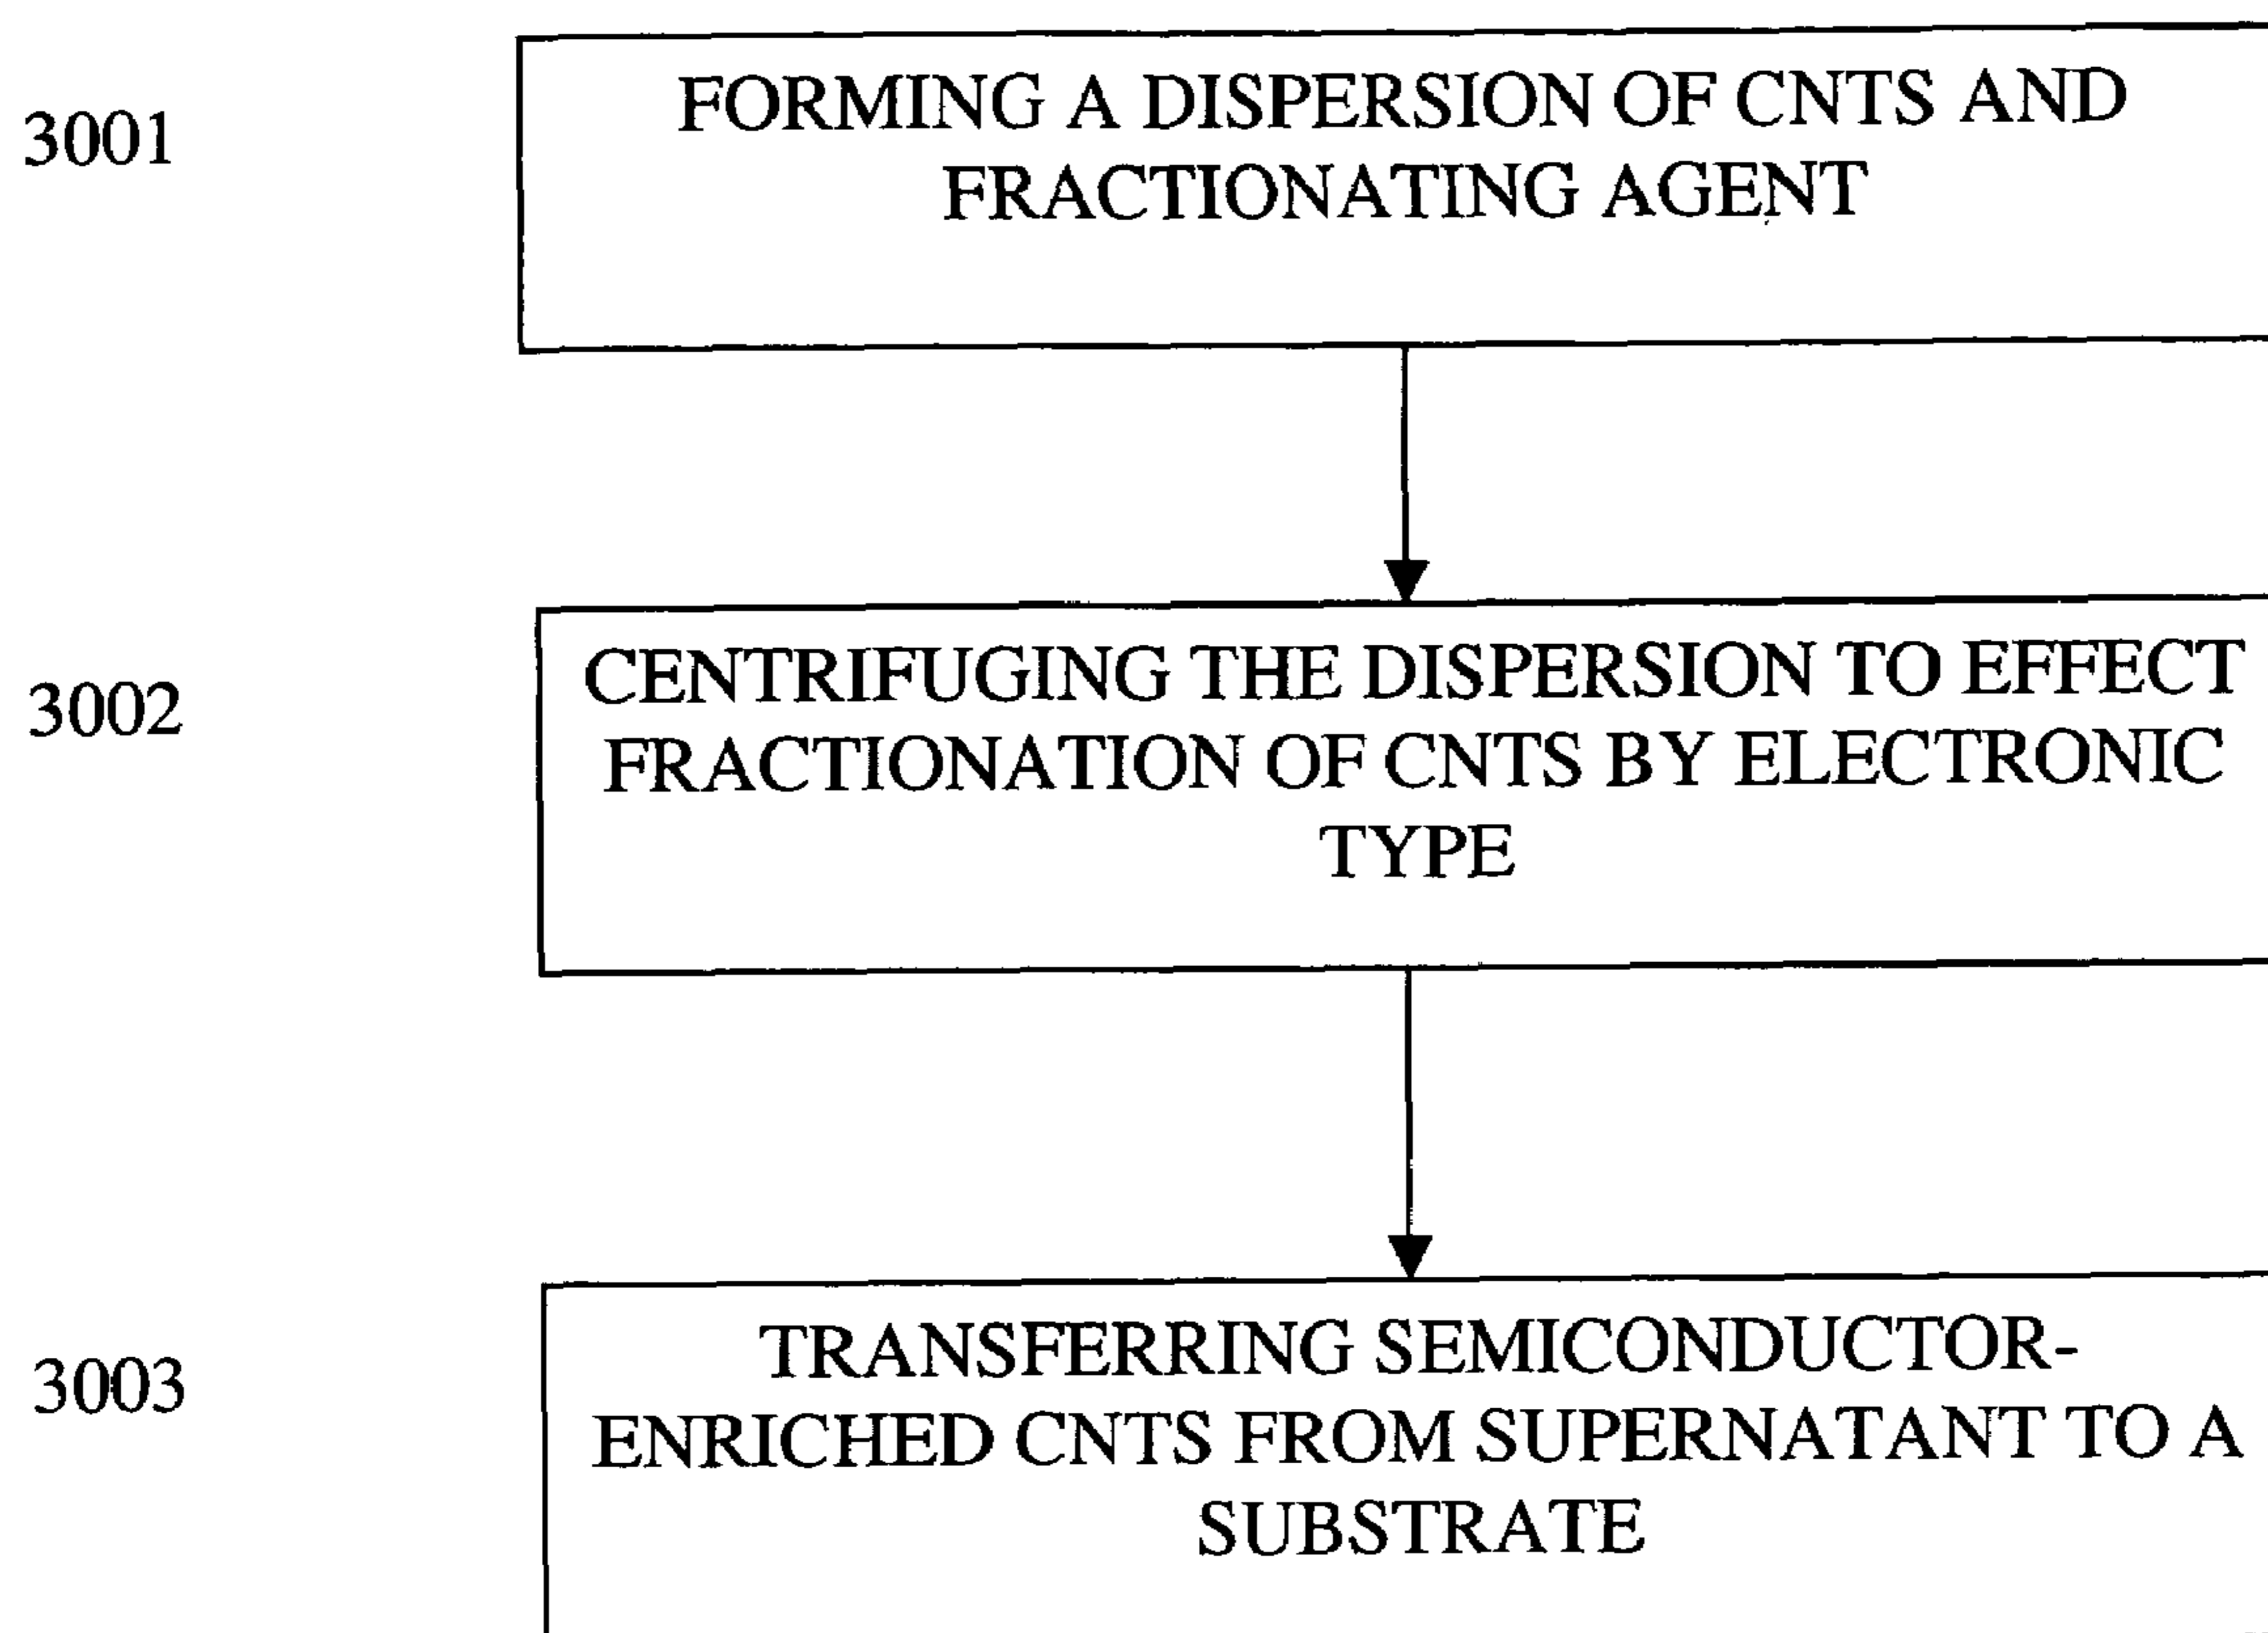 3001
FORMING A DISPERSION OF CNTS AND
FRACTIONATING AGENT
3002
CENTRIFUGING THE DISPERSION TO EFFECT
FRACTIONATION OF CNTS BY ELECTRONIC
TYPE
3003
TRANSFERRING SEMICONDUCTOR-
ENRICHED CNTS FROM SUPERNATANT TO A
SUBSTRATE